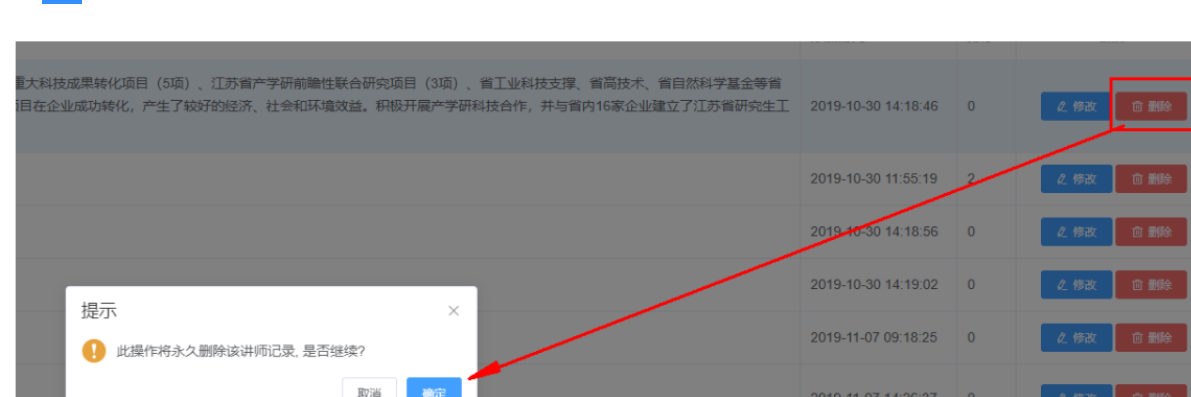 重大科技成果转化项目（5项）、江苏省产学研前瞻性联合研究项目（3项）、省工业科技支撑、省高技术、省自然科学基金等省
项目在企业成功转化，产生了较好的经济、社会和环境效益。积极开展产学研科技合作，并与省内16家企业建立了江苏省研究生工
2019-10-30 14:18:46 0 修改 删除
2019-10-30 11:55:19 2 修改 删除
2019-10-30 14:18:56 0 修改 删除
2019-10-30 14:19:02 0 修改 删除
提示
此操作将永久删除该讲师记录, 是否继续?
2019-11-07 09:18:25 0 修改 删除
取消 确定